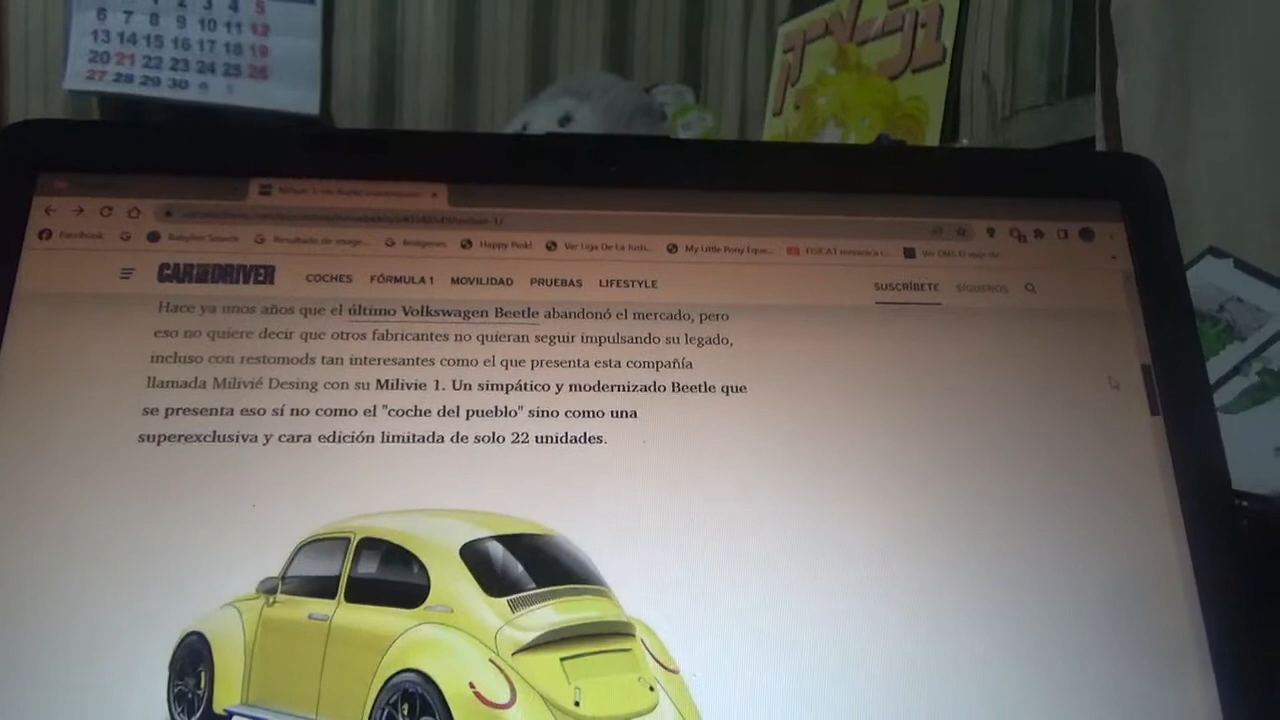 3 4 5
6 7 8 9 10 11 12
13 14 15 16 17 18 19
20 21 22 23 24 25 26
27 28 29 30
Facebook
Babylon Search
Resultado de image...
Imágenes
Happy Pink!
Ver Liga De La Justi...
My Little Pony Eque...
CAR AND DRIVER
COCHES FÓRMULA 1 MOVILIDAD PRUEBAS LIFESTYLE
SUSCRÍBETE SÍGUENOS
Hace ya unos años que el último Volkswagen Beetle abandonó el mercado, pero
eso no quiere decir que otros fabricantes no quieran seguir impulsando su legado,
incluso con restomods tan interesantes como el que presenta esta compañía
llamada Milivié Desing con su Milivie 1. Un simpático y modernizado Beetle que
se presenta eso sí no como el "coche del pueblo" sino como una
superexclusiva y cara edición limitada de solo 22 unidades.